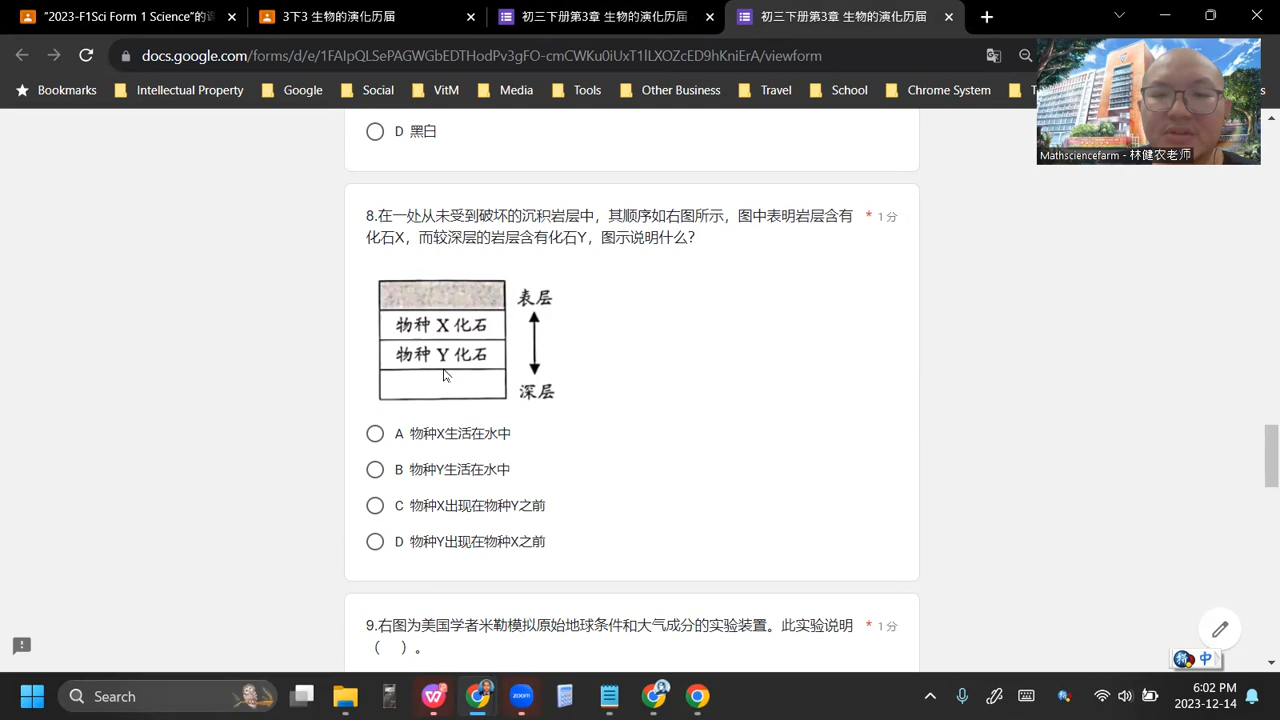 "2023-F1Sci Form 1 Science"的
3下3 生物的演化历届
初三下册第3章 生物的演化历届
初三下册第3章 生物的演化历届
docs.google.com/forms/d/e/
/viewform
Bookmarks
Intellectual Property
Google
VitM
Media
Tools
Other Business
Travel
School
Chrome System
Mathsciencefarm - 林健农老师
D 黑白
8.在一处从未受到破坏的沉积岩层中，其顺序如右图所示，图中表明岩层含有 * 1分
化石X，而较深层的岩层含有化石Y，图示说明什么？
表层
物种 X 化石
物种 Y 化石
深层
A 物种X生活在水中
B 物种Y生活在水中
C 物种X出现在物种Y之前
D 物种Y出现在物种X之前
9.右图为美国学者米勒模拟原始地球条件和大气成分的实验装置。此实验说明 * 1分
（ ）。
中
Search
zoom
6:02 PM
2023-12-14